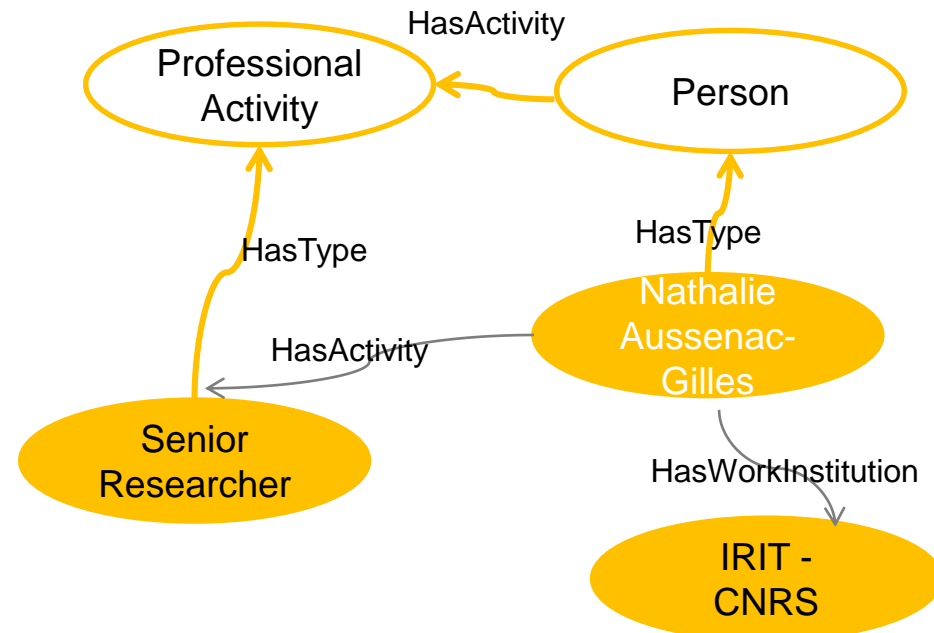 HasActivity
Professional
Activity
Person
HasType
HasType
Nathalie
Aussenac-
Gilles
HasActivity
Senior
Researcher
HasWorkInstitution
IRIT -
CNRS